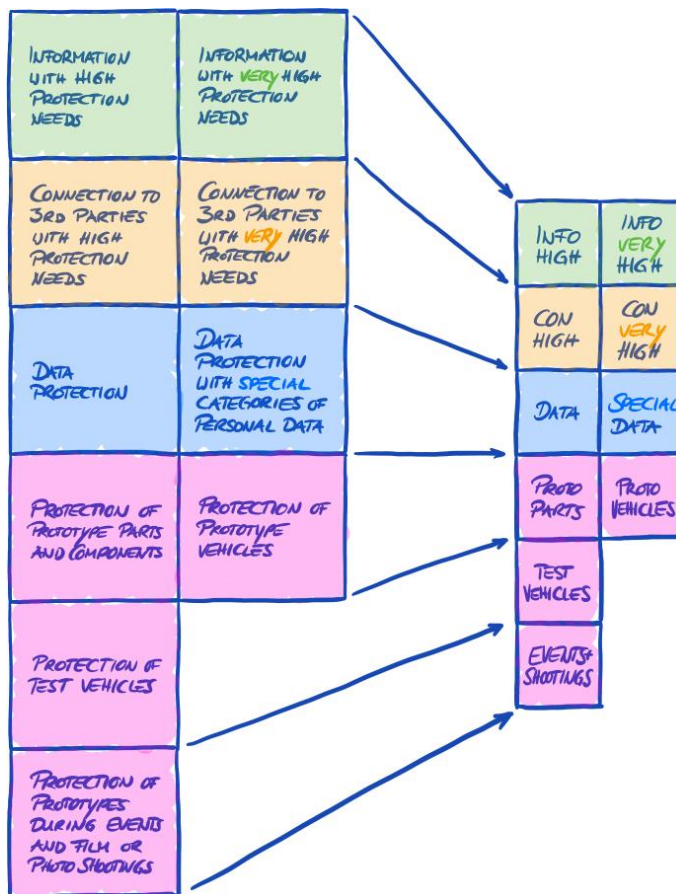 INFORMATION
WITH HIGH
PROTECTION
NEEDS
INFORMATION
WITH VERY HIGH
PROTECTION
NEEDS
CONNECTION TO
3RD PARTIES
WITH HIGH
PROTECTION
NEEDS
CONNECTION TO
3RD PARTIES
WITH VERY HIGH
PROTECTION
NEEDS
DATA
PROTECTION
DATA
PROTECTION
WITH SPECIAL
CATEGORIES OF
PERSONAL DATA
PROTECTION OF
PROTOTYPE PARTS
AND COMPONENTS
PROTECTION OF
PROTOTYPE
VEHICLES
PROTECTION OF
TEST VEHICLES
PROTECTION OF
PROTOTYPES
DURING EVENTS
AND FILM OR
PHOTO SHOOTINGS
INFO
HIGH
INFO
VERY
HIGH
CON
HIGH
CON
VERY
HIGH
DATA
SPECIAL
DATA
PROTO
PARTS
PROTO
VEHICLES
TEST
VEHICLES
EVENTS+
SHOOTINGS